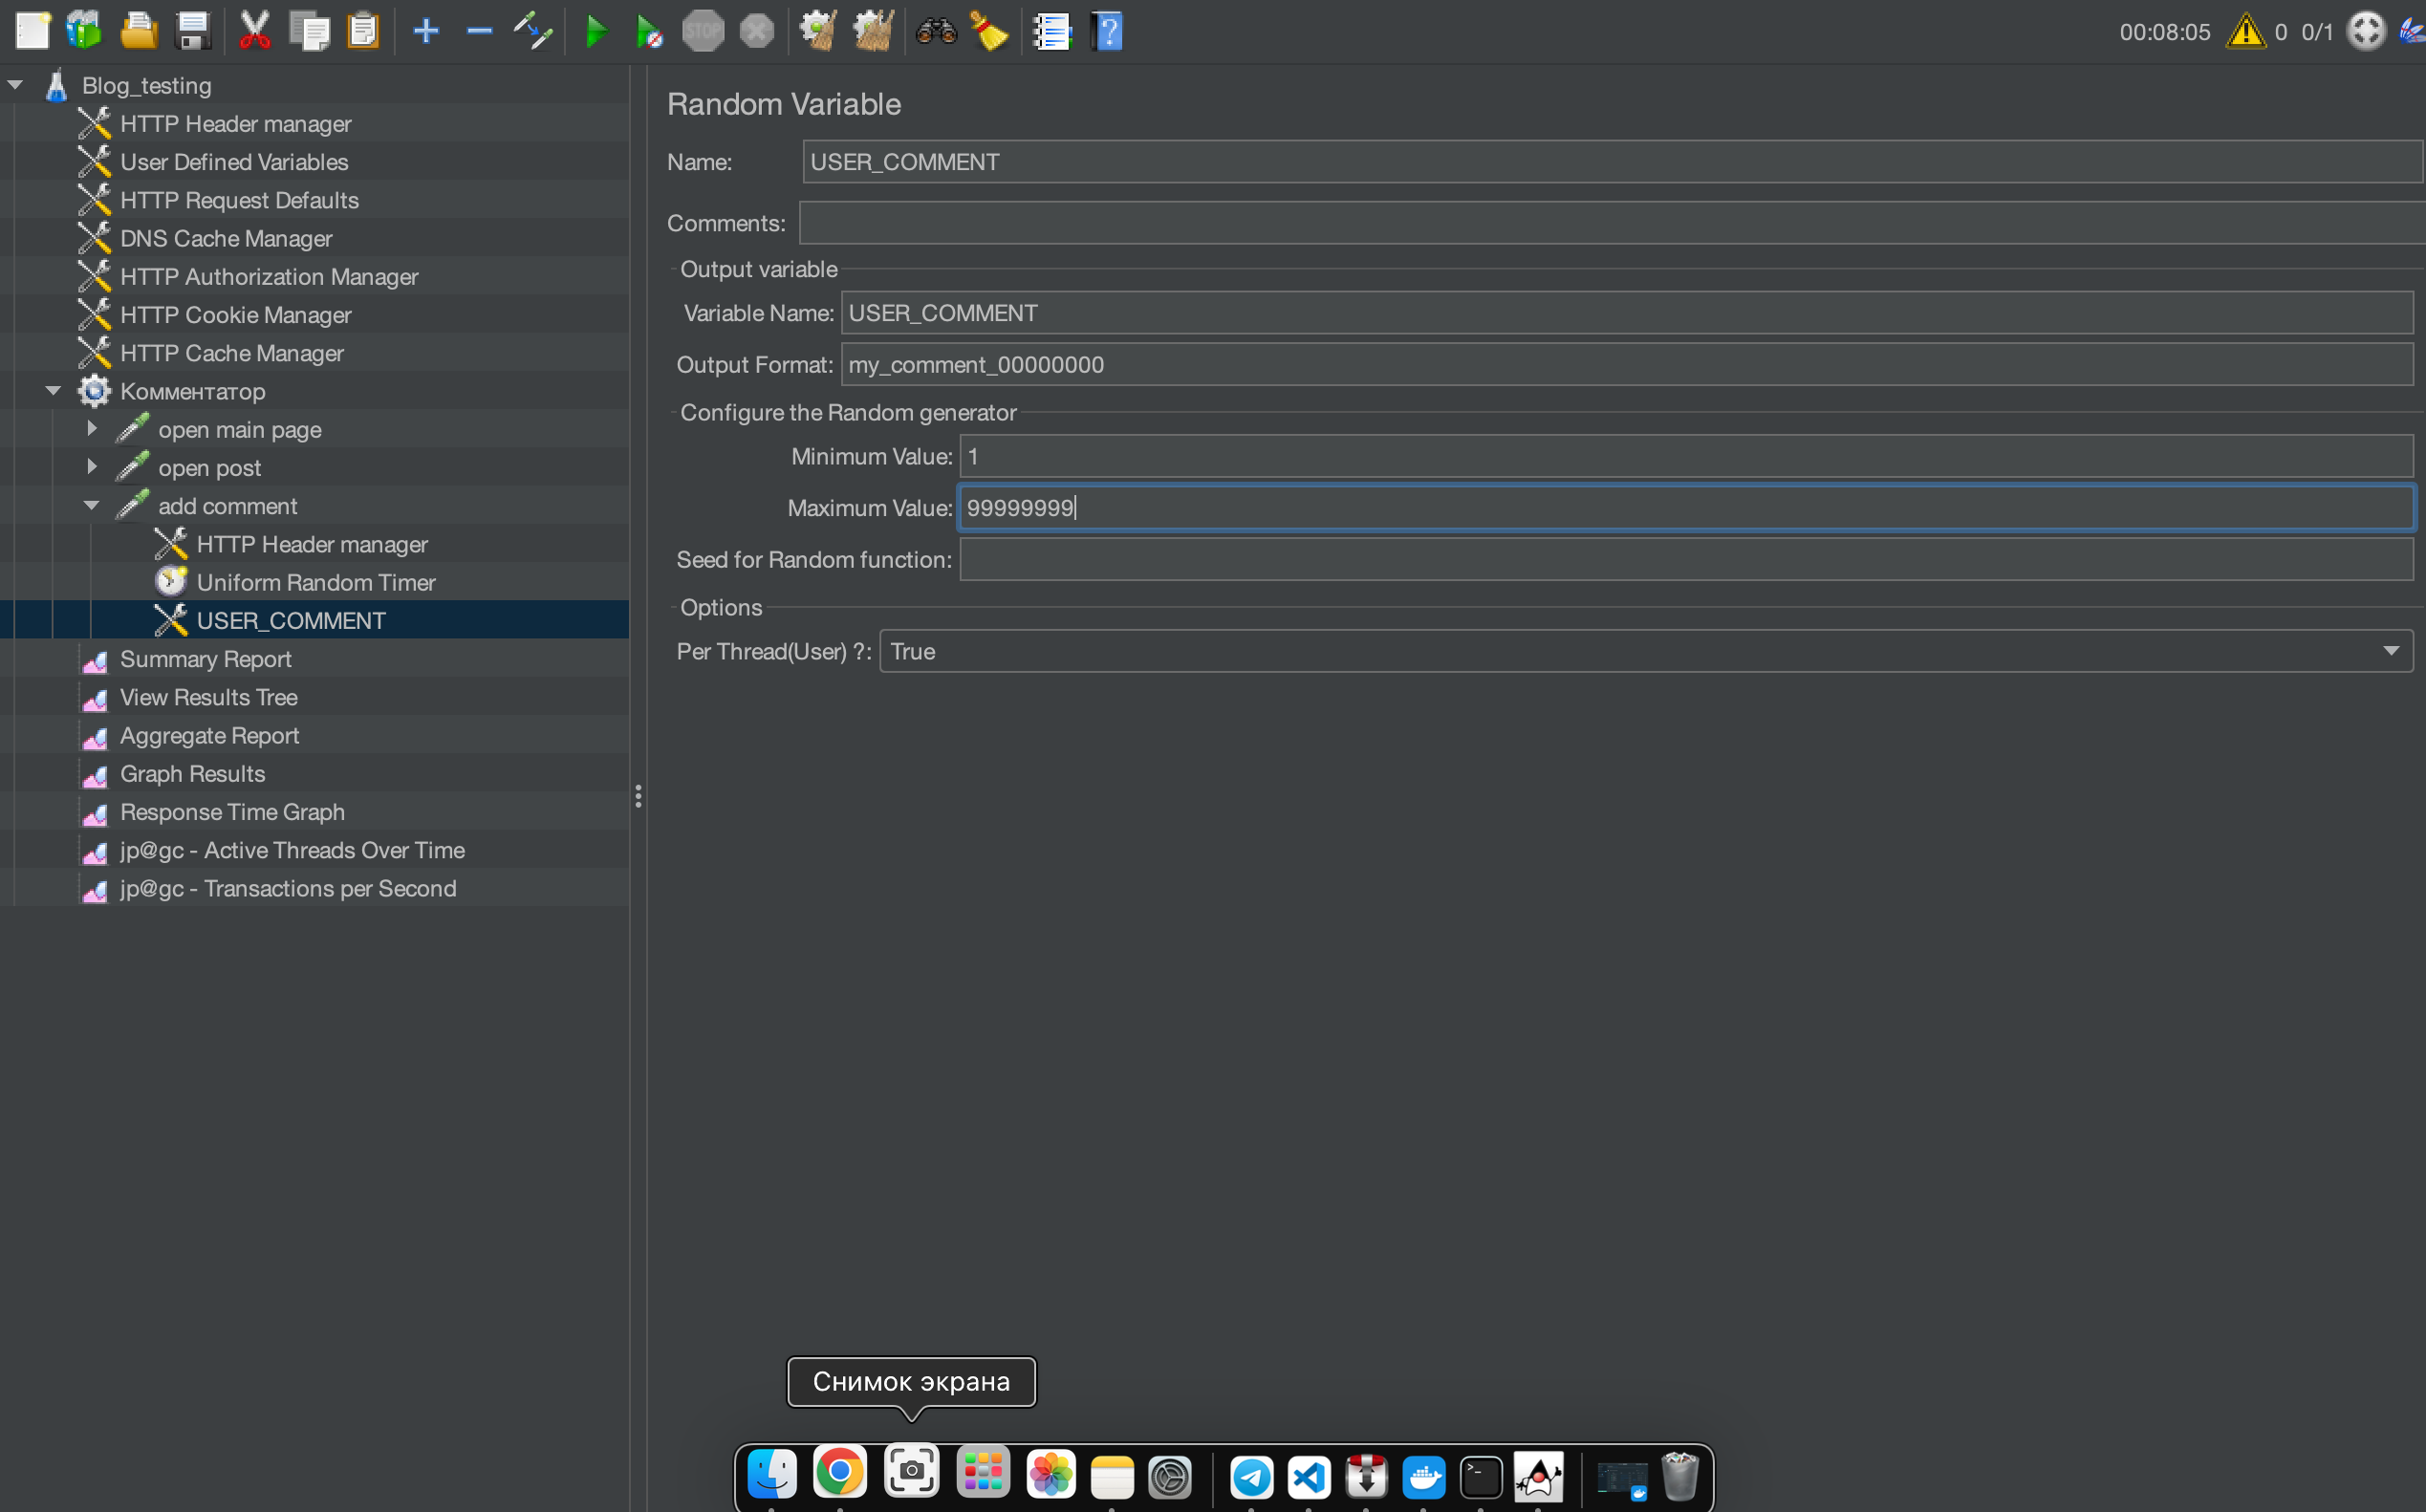 STOP
00:08:05
0 0/1
Blog_testing
HTTP Header manager
User Defined Variables
HTTP Request Defaults
DNS Cache Manager
HTTP Authorization Manager
HTTP Cookie Manager
HTTP Cache Manager
Комментатор
open main page
open post
add comment
HTTP Header manager
Uniform Random Timer
USER_COMMENT
Summary Report
View Results Tree
Aggregate Report
Graph Results
Response Time Graph
jp@gc - Active Threads Over Time
jp@gc - Transactions per Second
Random Variable
Name: USER_COMMENT
Comments:
Output variable
Variable Name: USER_COMMENT
Output Format: my_comment_00000000
Configure the Random generator
Minimum Value: 1
Maximum Value: 99999999
Seed for Random function:
Options
Per Thread(User) ?: True
Снимок экрана